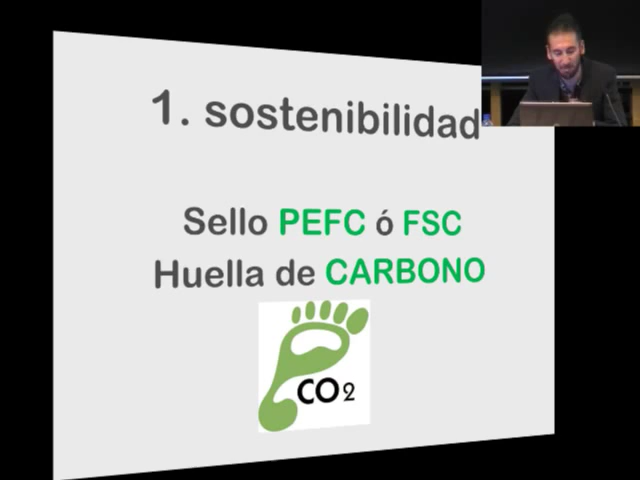 1. sostenibilidad
Sello PEFC ó FSC
Huella de CARBONO
CO2